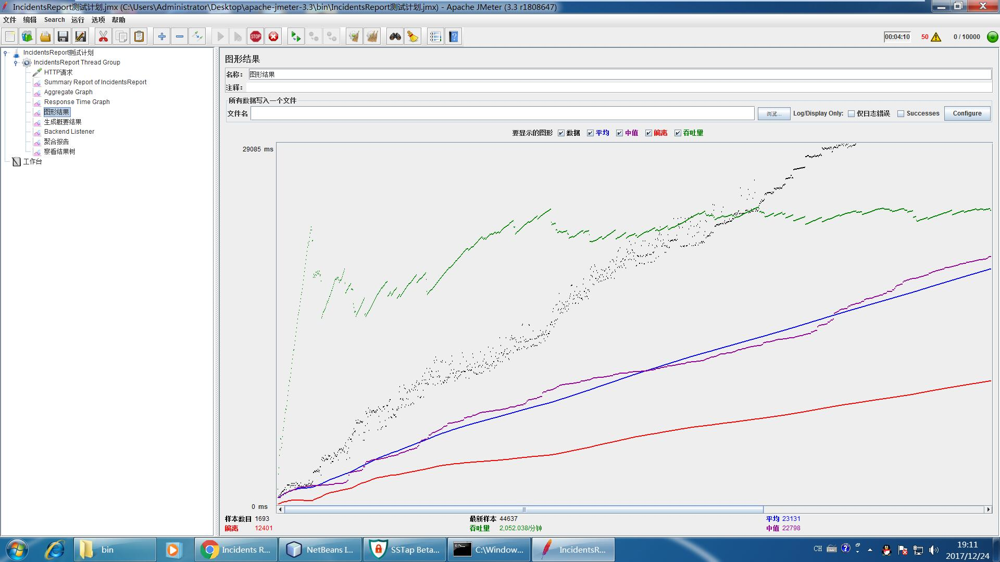 IncidentsReport测试计划.jmx (C:\Users\Administrator\Desktop\apache-jmeter-3.3\bin\IncidentsReport测试计划.jmx) - Apache JMeter (3.3 r1808647)
文件 编辑 Search 运行 选项 帮助
STOP 00:04:10 50 0 / 10000
IncidentsReport测试计划
IncidentsReport Thread Group
HTTP请求
Summary Report of IncidentsReport
Aggregate Graph
Response Time Graph
图形结果
生成概要结果
Backend Listener
聚合报告
察看结果树
工作台
图形结果
名称： 图形结果
注释：
所有数据写入一个文件
文件名 浏览... Log/Display Only: 仅日志错误 Successes Configure
要显示的图形 数据 平均 中值 偏离 吞吐量
29085 ms
0 ms
样本数目 1693 最新样本 44637 平均 23131
偏离 12401 吞吐量 2,052.038/分钟 中值 22798
bin Incidents R... NetBeans I... SSTap Beta... C:\Window... IncidentsR... CH 19:11
2017/12/24